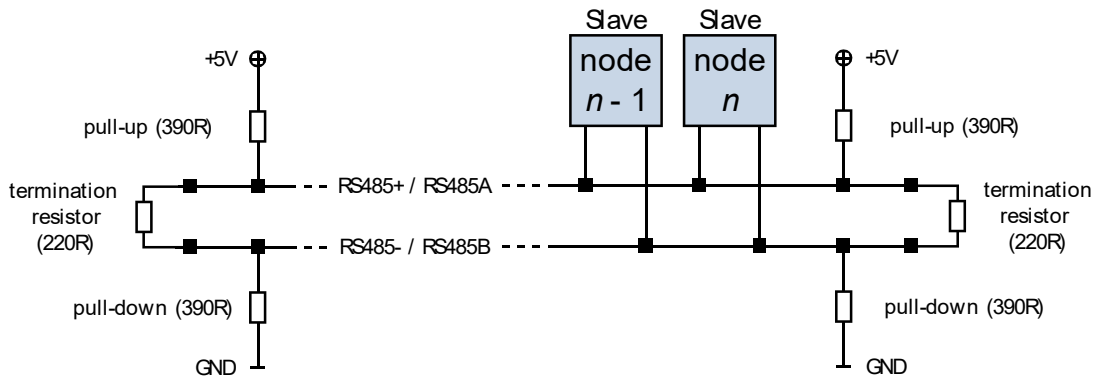 Slave
Slave
node
n - 1
node
n
+5V
+5V
pull-up (390R)
pull-up (390R)
RS485+ / RS485A
termination
resistor
(220R)
termination
resistor
(220R)
RS485- / RS485B
pull-down (390R)
pull-down (390R)
GND
GND